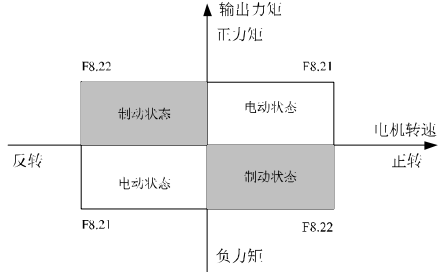 输出力矩
正力矩
F8.22
F8.21
制动状态
电动状态
电机转速
反转
正转
电动状态
制动状态
F8.21
F8.22
负力矩